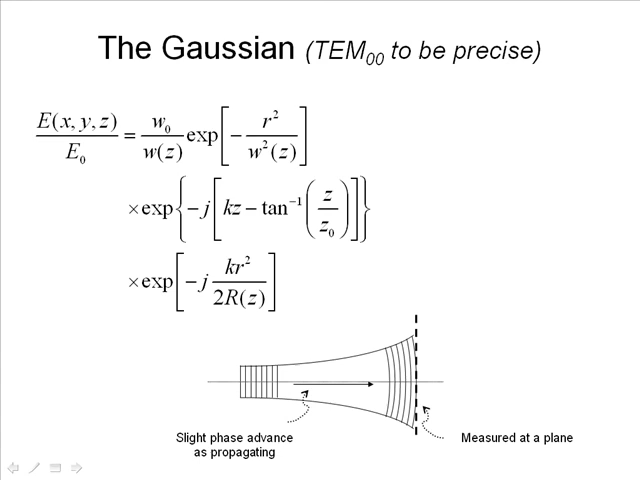 The Gaussian (TEM₀₀ to be precise)
E(x, y, z) / E₀ = w₀ / w(z) exp[− r² / w²(z)]
×exp{−j[kz − tan⁻¹(z / z₀)]}
×exp[−j kr² / 2R(z)]
Slight phase advance
as propagating
Measured at a plane